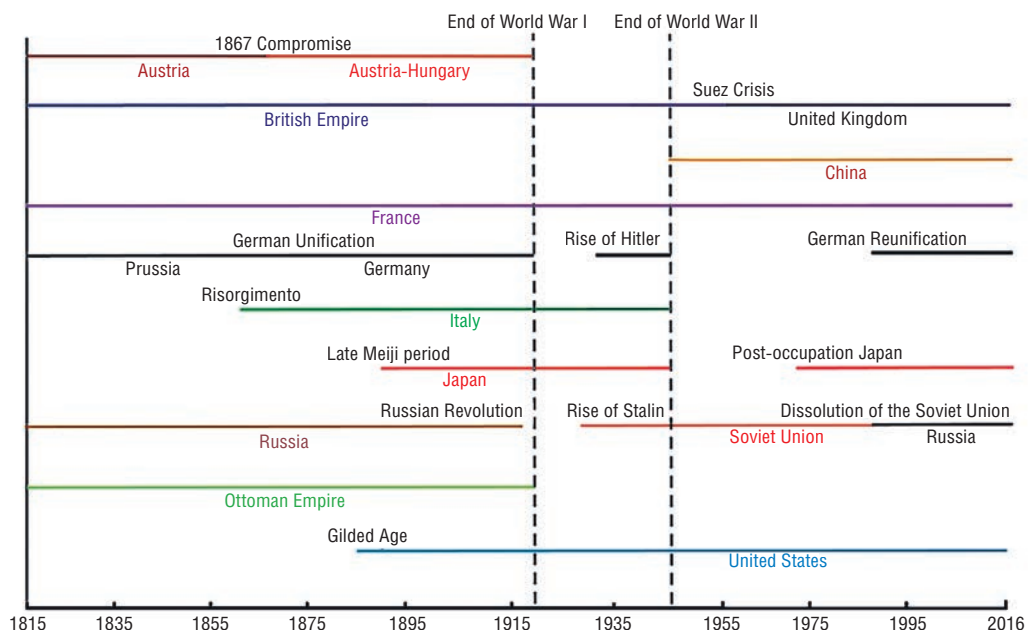 End of World War I End of World War II
1867 Compromise
Austria Austria-Hungary
Suez Crisis
British Empire United Kingdom
China
France
German Unification Rise of Hitler German Reunification
Prussia Germany
Risorgimento
Italy
Late Meiji period Post-occupation Japan
Japan
Russian Revolution Rise of Stalin Dissolution of the Soviet Union
Russia Soviet Union Russia
Ottoman Empire
Gilded Age
United States
1815 1835 1855 1875 1895 1915 1935 1955 1975 1995 2016